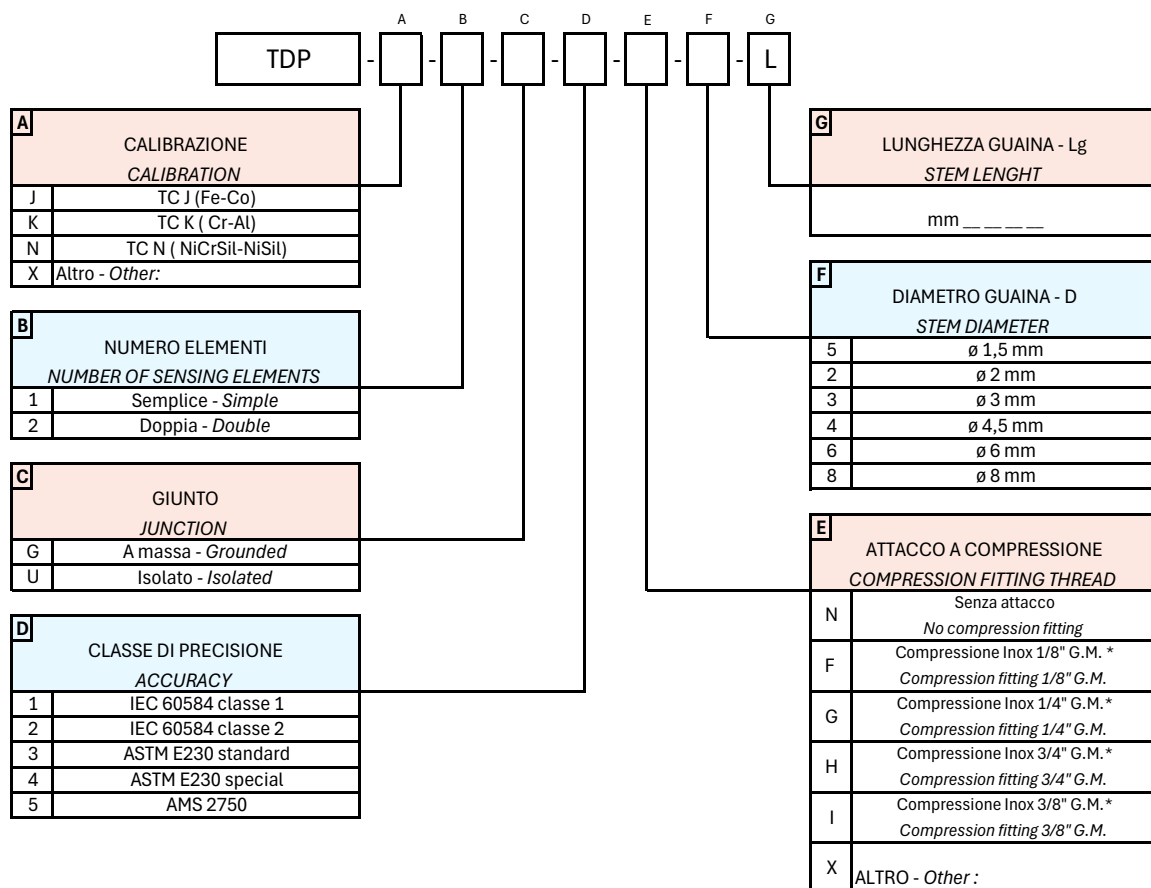 A B C D E F G
TDP - - - - - - - L
A
CALIBRAZIONE
CALIBRATION
J TC J (Fe-Co)
K TC K ( Cr-Al)
N TC N ( NiCrSil-NiSil)
X Altro - Other:
B
NUMERO ELEMENTI
NUMBER OF SENSING ELEMENTS
1 Semplice - Simple
2 Doppia - Double
C
GIUNTO
JUNCTION
G A massa - Grounded
U Isolato - Isolated
D
CLASSE DI PRECISIONE
ACCURACY
1 IEC 60584 classe 1
2 IEC 60584 classe 2
3 ASTM E230 standard
4 ASTM E230 special
5 AMS 2750
G
LUNGHEZZA GUAINA - Lg
STEM LENGHT
mm __ __ __ __
F
DIAMETRO GUAINA - D
STEM DIAMETER
5 ø 1,5 mm
2 ø 2 mm
3 ø 3 mm
4 ø 4,5 mm
6 ø 6 mm
8 ø 8 mm
E
ATTACCO A COMPRESSIONE
COMPRESSION FITTING THREAD
N Senza attacco
No compression fitting
F Compressione Inox 1/8" G.M. *
Compression fitting 1/8" G.M.
G Compressione Inox 1/4" G.M.*
Compression fitting 1/4" G.M.
H Compressione Inox 3/4" G.M.*
Compression fitting 3/4" G.M.
I Compressione Inox 3/8" G.M.*
Compression fitting 3/8" G.M.
X ALTRO - Other :